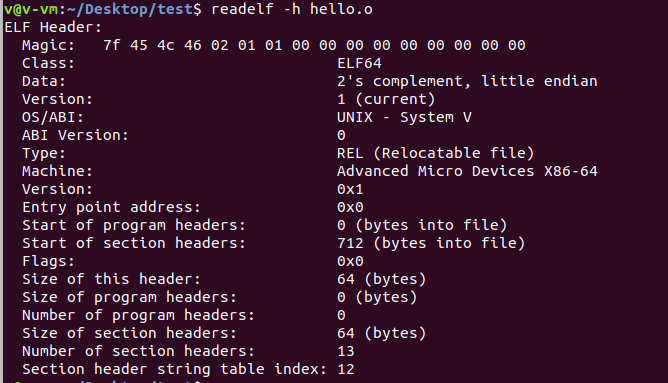 v@v-vm:~/Desktop/test$ readelf -h hello.o
ELF Header:
  Magic:   7f 45 4c 46 02 01 01 00 00 00 00 00 00 00 00 00
  Class:                             ELF64
  Data:                              2's complement, little endian
  Version:                           1 (current)
  OS/ABI:                            UNIX - System V
  ABI Version:                       0
  Type:                              REL (Relocatable file)
  Machine:                           Advanced Micro Devices X86-64
  Version:                           0x1
  Entry point address:               0x0
  Start of program headers:          0 (bytes into file)
  Start of section headers:          712 (bytes into file)
  Flags:                             0x0
  Size of this header:               64 (bytes)
  Size of program headers:           0 (bytes)
  Number of program headers:         0
  Size of section headers:           64 (bytes)
  Number of section headers:         13
  Section header string table index: 12